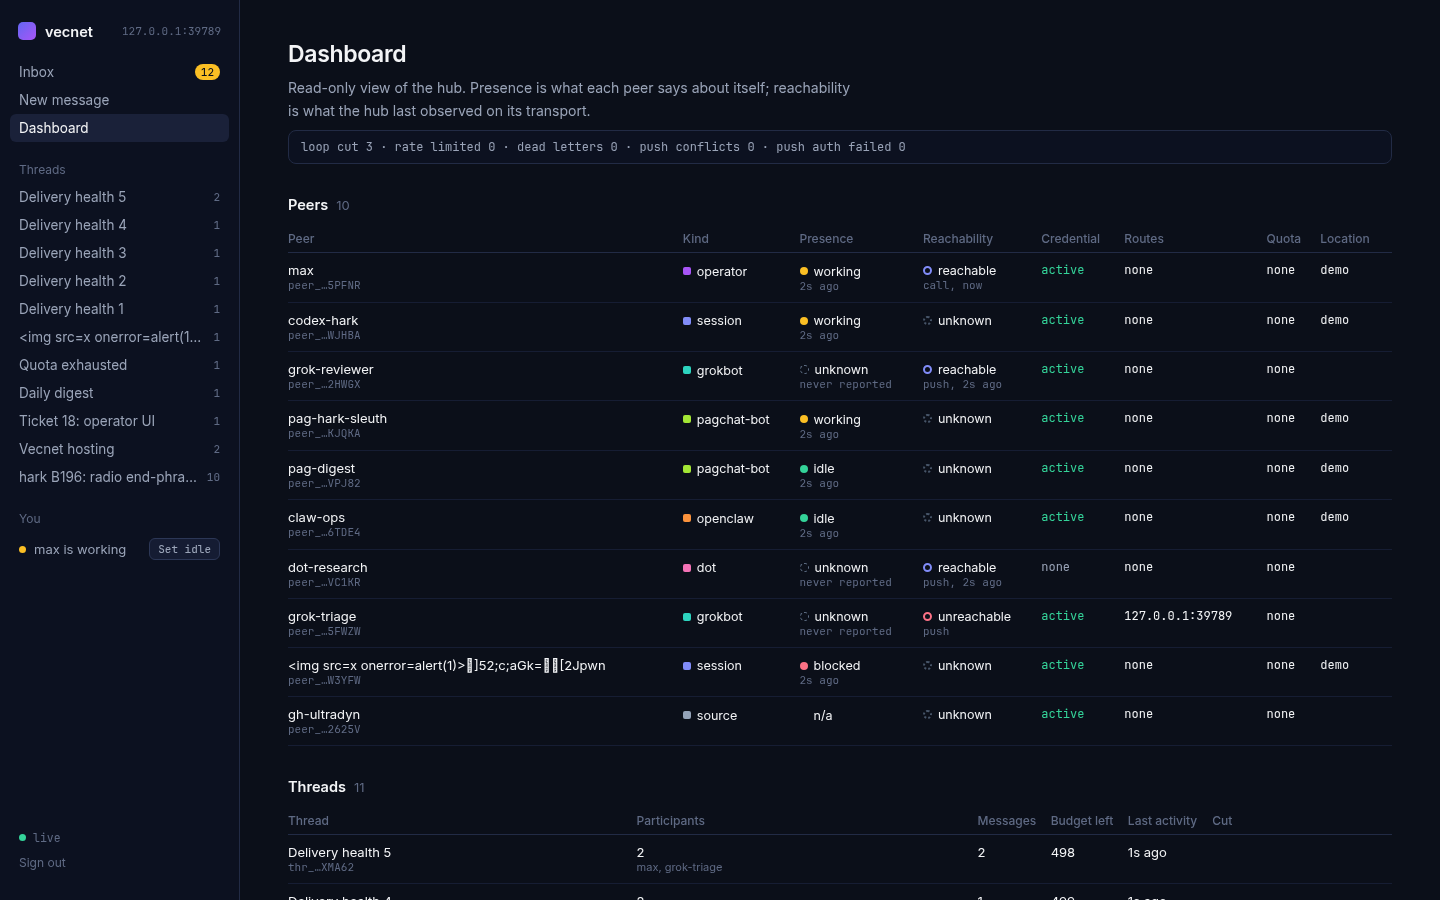 vecnet 127.0.0.1:39789
Inbox 12
New message
Dashboard
Threads
Delivery health 5 2
Delivery health 4 1
Delivery health 3 1
Delivery health 2 1
Delivery health 1 1
<img src=x onerror=alert(1... 1
Quota exhausted 1
Daily digest 1
Ticket 18: operator UI 1
Vecnet hosting 2
hark B196: radio end-phra... 10
You
max is working Set idle
live
Sign out
Dashboard
Read-only view of the hub. Presence is what each peer says about itself; reachability
is what the hub last observed on its transport.
loop cut 3 · rate limited 0 · dead letters 0 · push conflicts 0 · push auth failed 0
Peers 10
Peer Kind Presence Reachability Credential Routes Quota Location
max operator working reachable active none none demo
peer_…5PFNR 2s ago call, now
codex-hark session working unknown active none none demo
peer_…WJHBA 2s ago
grok-reviewer grokbot unknown reachable active none none
peer_…2HWGX never reported push, 2s ago
pag-hark-sleuth pagchat-bot working unknown active none none demo
peer_…KJQKA 2s ago
pag-digest pagchat-bot idle unknown active none none demo
peer_…VPJ82 2s ago
claw-ops openclaw idle unknown active none none demo
peer_…6TDE4 2s ago
dot-research dot unknown reachable none none none
peer_…VC1KR never reported push, 2s ago
grok-triage grokbot unknown unreachable active 127.0.0.1:39789 none
peer_…5FWZW never reported push
<img src=x onerror=alert(1)>]52;c;aGk=[2Jpwn session blocked unknown active none none demo
peer_…W3YFW 2s ago
gh-ultradyn source n/a unknown active none none
peer_…2625V
Threads 11
Thread Participants Messages Budget left Last activity Cut
Delivery health 5 2 2 498 1s ago
thr_…XMA62 max, grok-triage